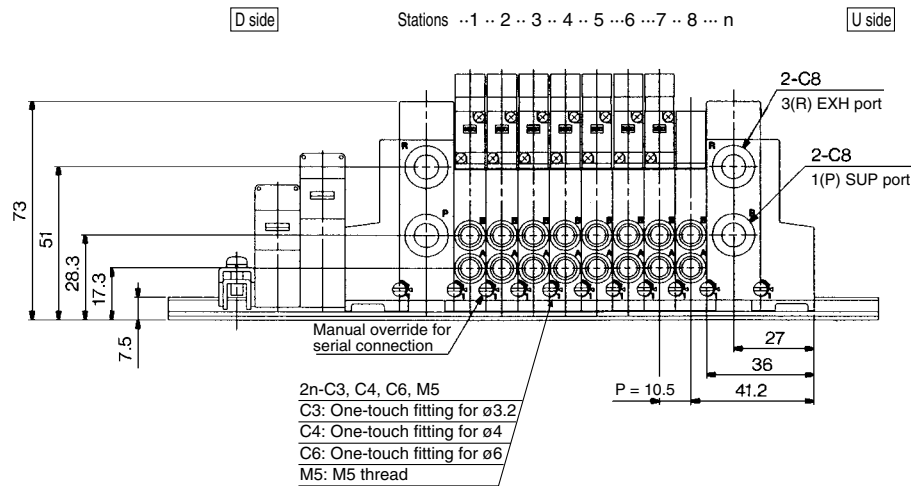 D side
Stations ··1 ·· 2 ·· 3 ·· 4 ·· 5 ···6 ···7·· 8 ··· n
U side
2-C8
3(R) EXH port
2-C8
1(P) SUP port
R
R
P
P
B B B B B B B B
A A A A A A A A
73
51
28.3
17.3
7.5
Manual override for
serial connection
27
36
P = 10.5
41.2
2n-C3, C4, C6, M5
C3: One-touch fitting for ø3.2
C4: One-touch fitting for ø4
C6: One-touch fitting for ø6
M5: M5 thread